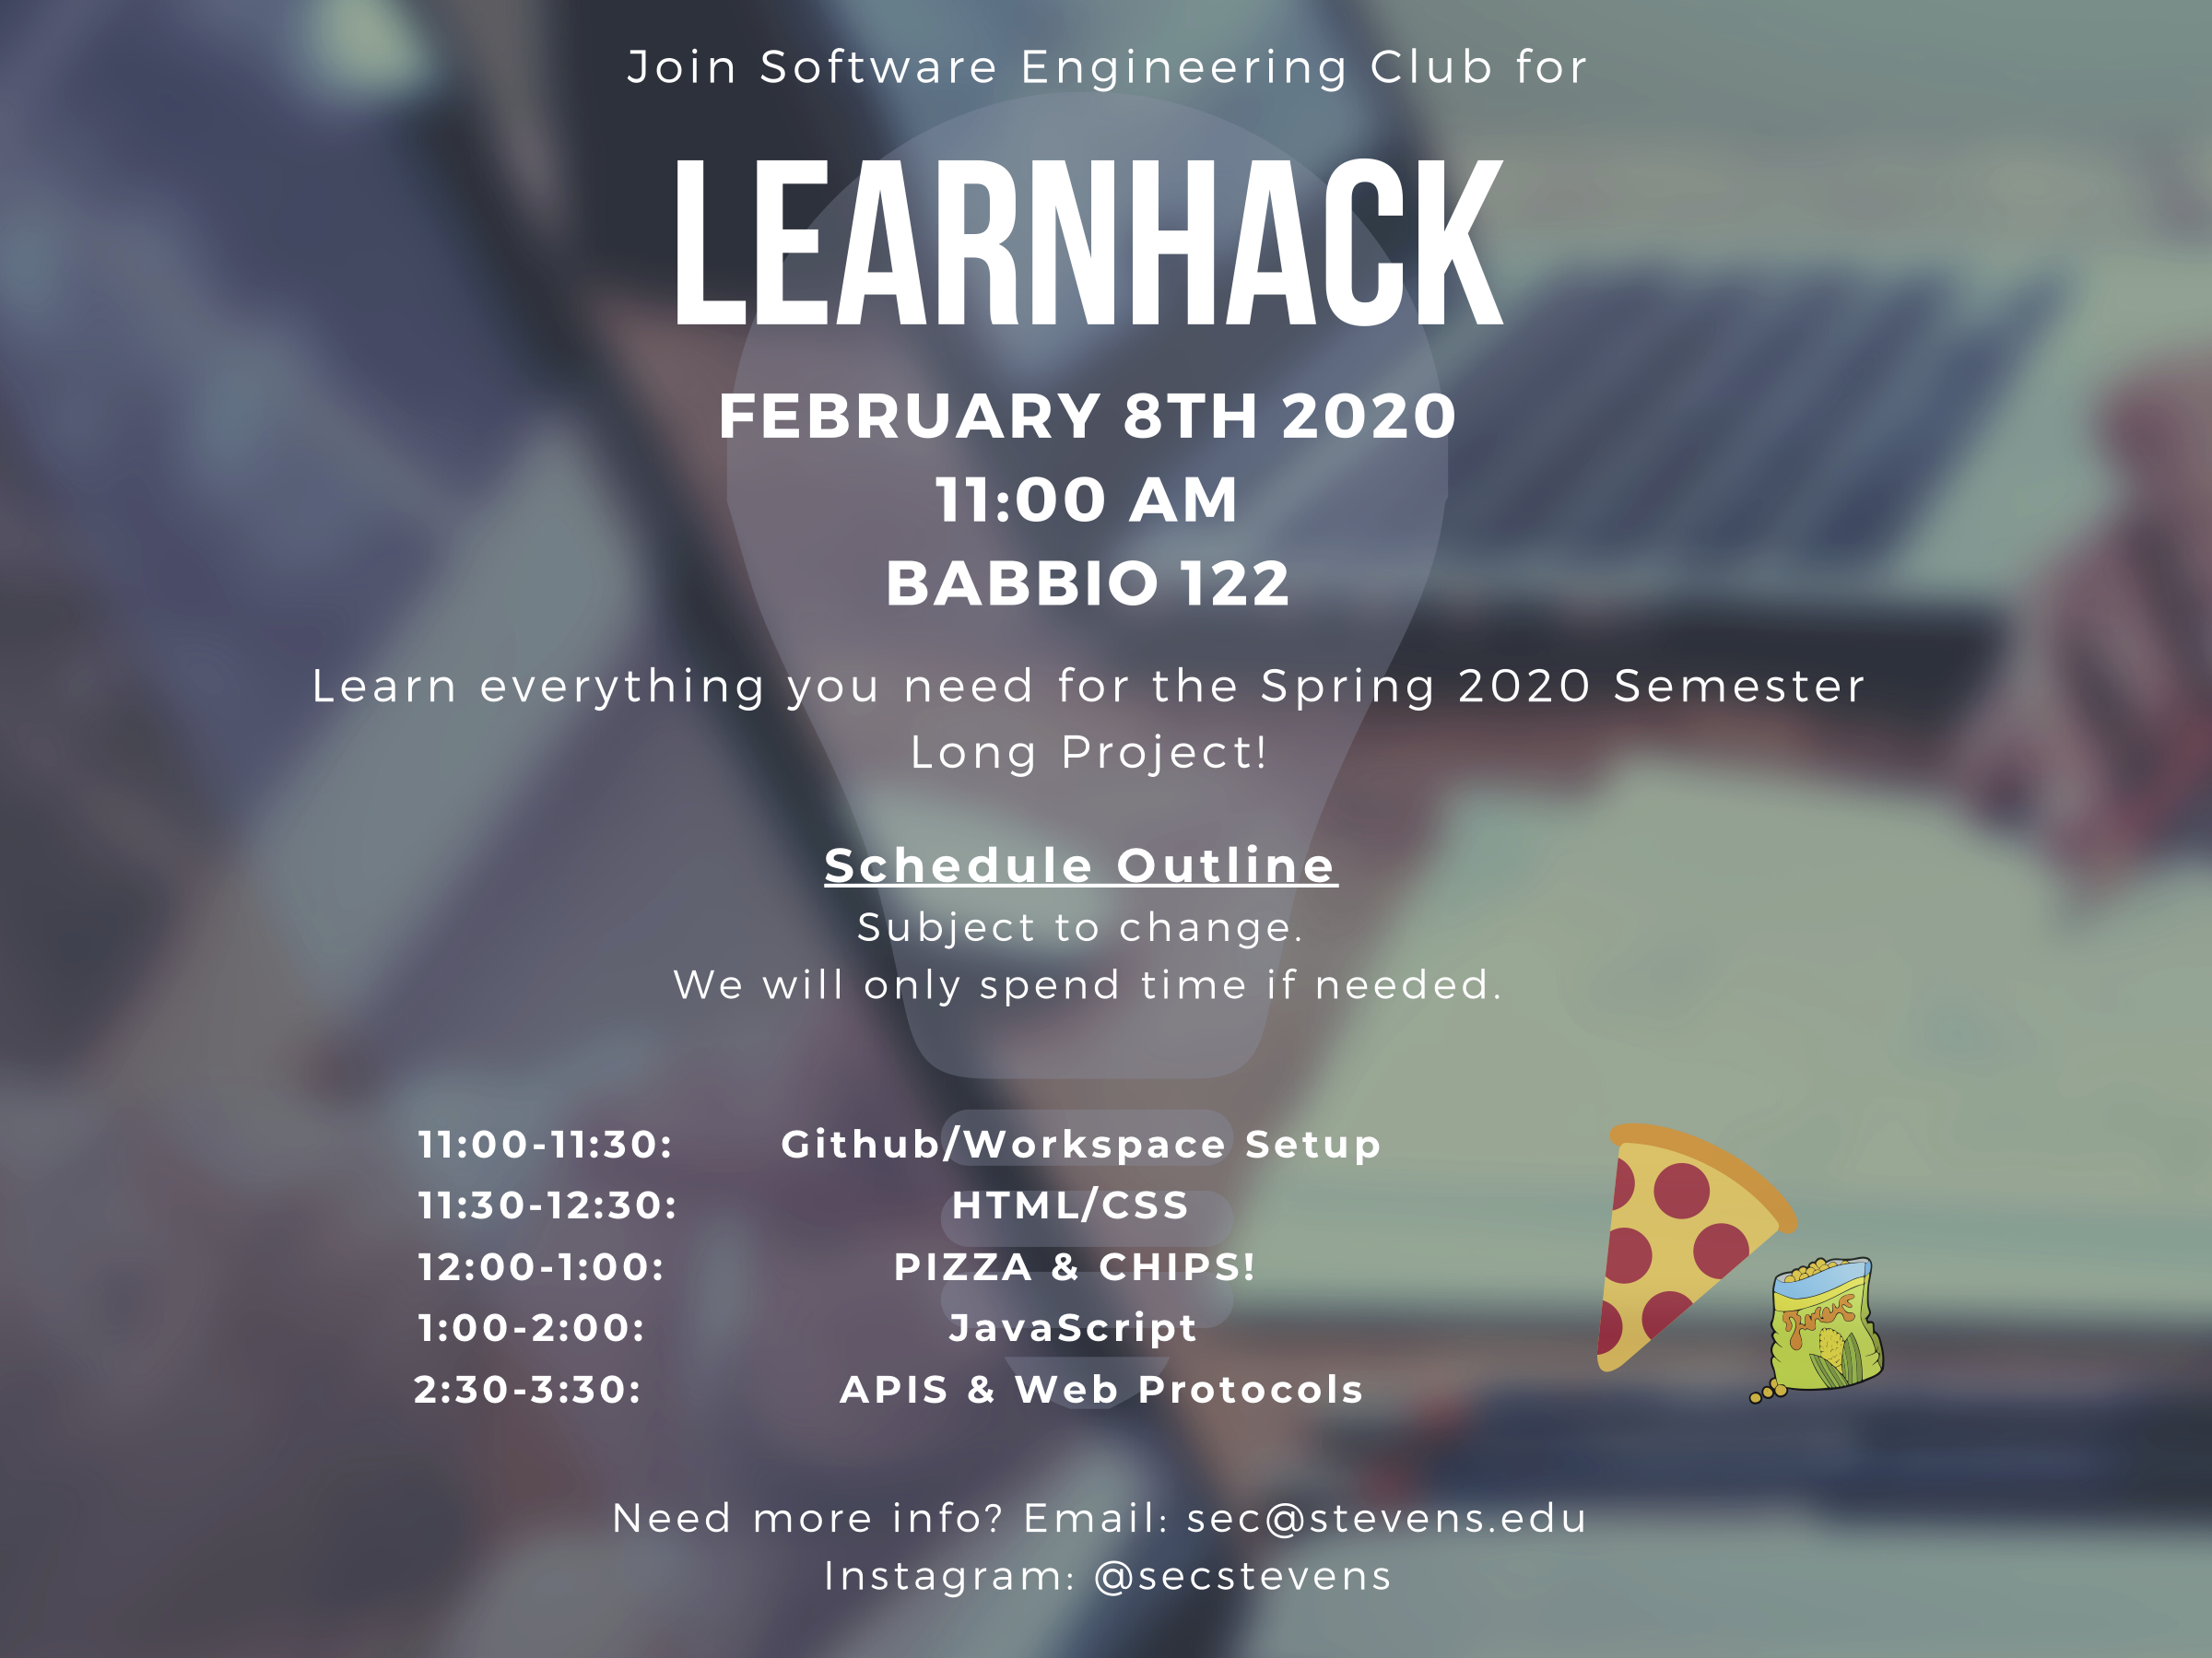 Join Software Engineering Club for
LEARNHACK
FEBRUARY 8TH 2020
11:00 AM
BABBIO 122
Learn everything you need for the Spring 2020 Semester
Long Project!
Schedule Outline
Subject to change.
We will only spend time if needed.
11:00-11:30: Github/Workspace Setup
11:30-12:30: HTML/CSS
12:00-1:00: PIZZA & CHIPS!
1:00-2:00: JavaScript
2:30-3:30: APIS & Web Protocols
Need more info? Email: sec@stevens.edu
Instagram: @secstevens